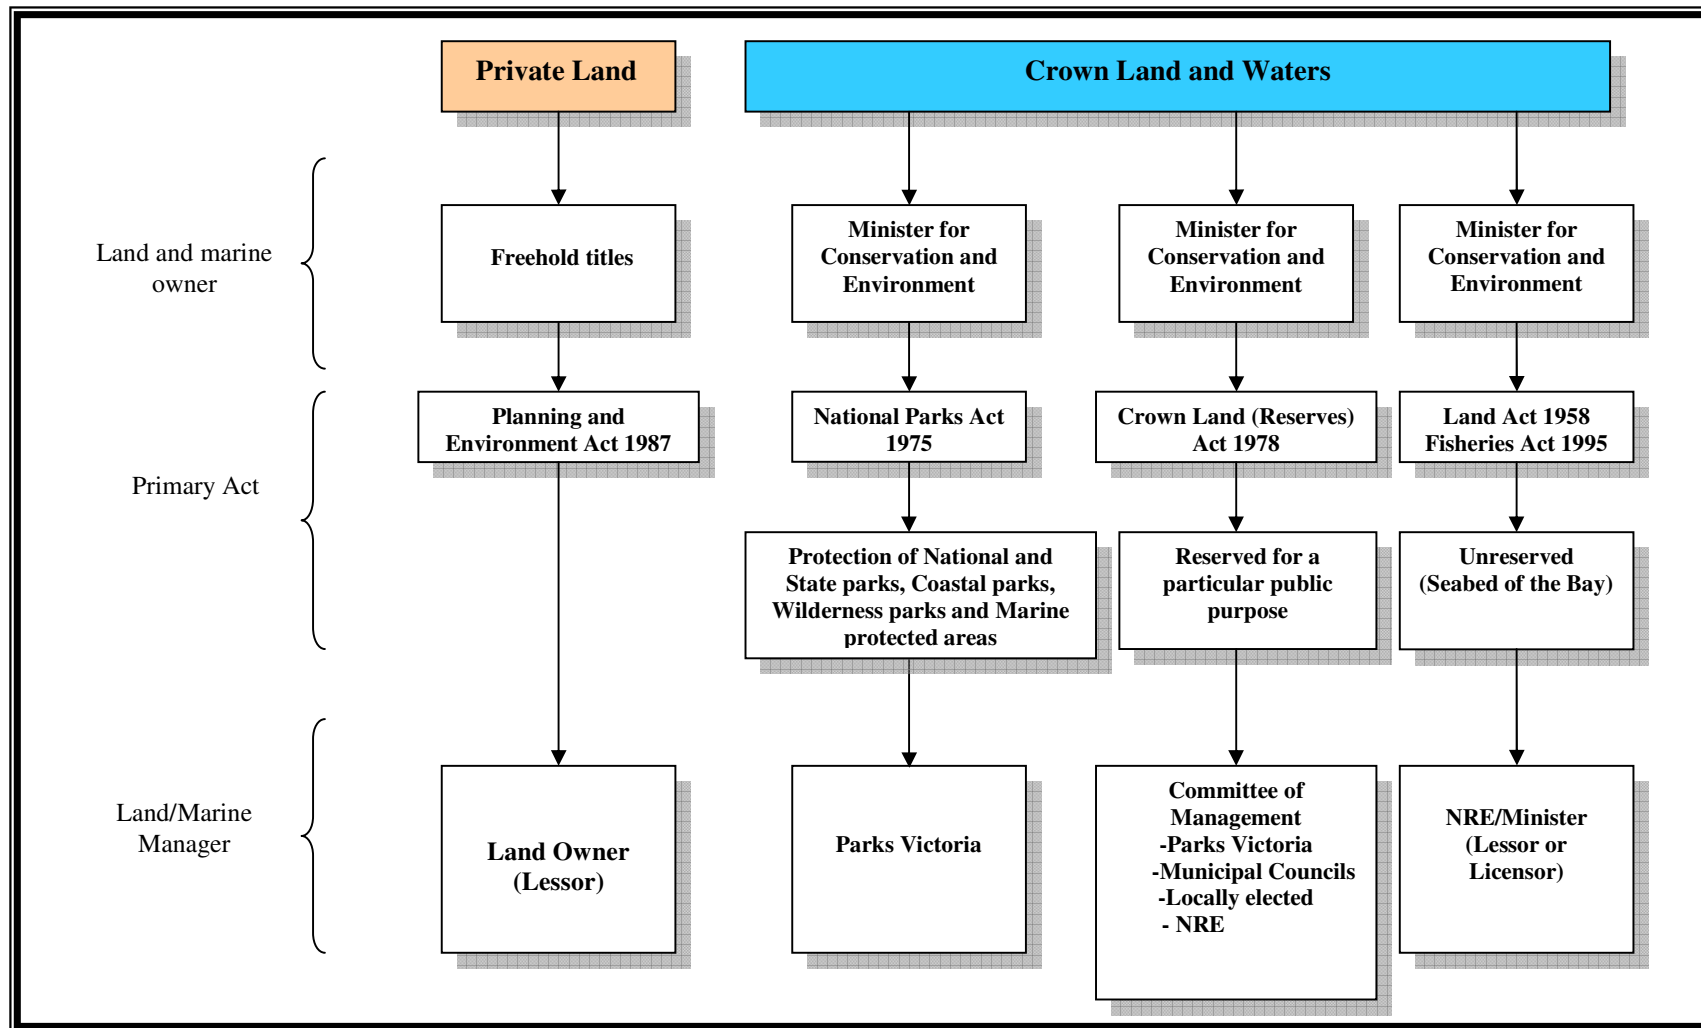 Private Land
Crown Land and Waters
Land and marine
owner
Freehold titles
Minister for
Conservation and
Environment
Minister for
Conservation and
Environment
Minister for
Conservation and
Environment
Primary Act
Planning and
Environment Act 1987
National Parks Act
1975
Crown Land (Reserves)
Act 1978
Land Act 1958
Fisheries Act 1995
Protection of National and
State parks, Coastal parks,
Wilderness parks and Marine
protected areas
Reserved for a
particular public
purpose
Unreserved
(Seabed of the Bay)
Land/Marine
Manager
Land Owner
(Lessor)
Parks Victoria
Committee of
Management
-Parks Victoria
-Municipal Councils
-Locally elected
- NRE
NRE/Minister
(Lessor or
Licensor)